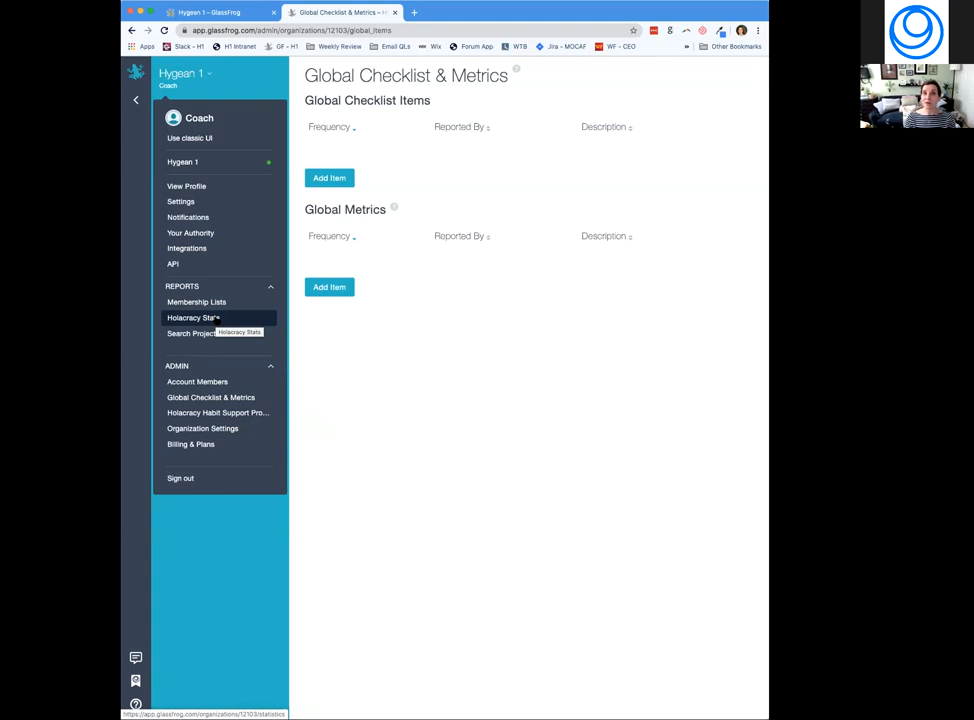 Hygean 1 – GlassFrog
Global Checklist & Metrics – H
app.glassfrog.com/admin/organizations/12103/global_items
Apps
Slack - H1
H1 Intranet
GF - H1
Weekly Review
Email QLs
Wix
Forum App
WTB
Jira - MOCAF
WF - CEO
Other Bookmarks
Hygean 1
Coach
Coach
Use classic UI
Hygean 1
View Profile
Settings
Notifications
Your Authority
Integrations
API
REPORTS
Membership Lists
Holacracy Stats
Holacracy Stats
Search Project
ADMIN
Account Members
Global Checklist & Metrics
Holacracy Habit Support Pro...
Organization Settings
Billing & Plans
Sign out
Global Checklist & Metrics
Global Checklist Items
Frequency Reported By Description
Add Item
Global Metrics
Frequency Reported By Description
Add Item
https://app.glassfrog.com/organizations/12103/statistics